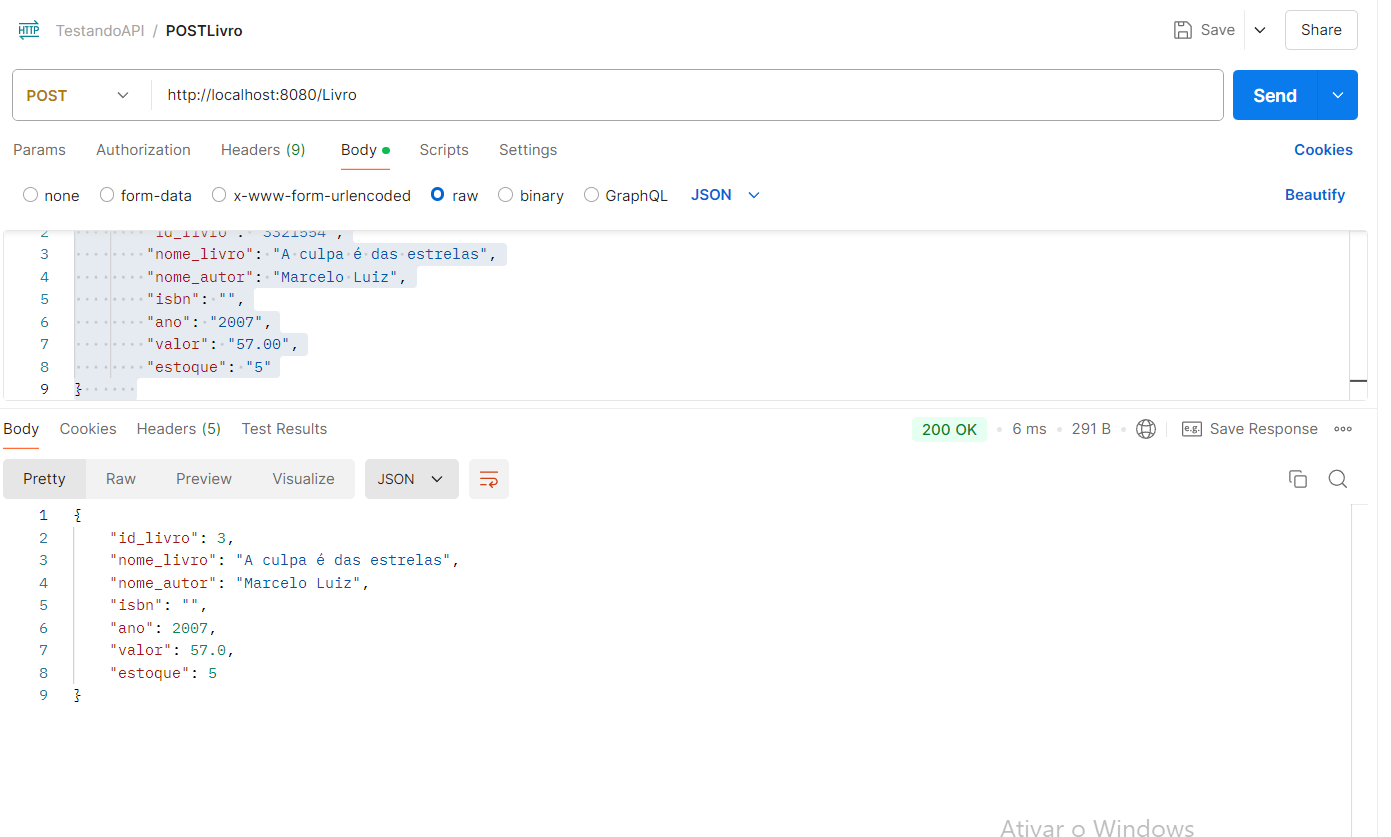 HTTP TestandoAPI / POSTLivro Save Share
POST http://localhost:8080/Livro Send
Params Authorization Headers (9) Body Scripts Settings Cookies
none form-data x-www-form-urlencoded raw binary GraphQL JSON Beautify
2 "id_livro": "3321554",
3 "nome_livro": "A culpa é das estrelas",
4 "nome_autor": "Marcelo Luiz",
5 "isbn": "",
6 "ano": "2007",
7 "valor": "57.00",
8 "estoque": "5"
9 }
Body Cookies Headers (5) Test Results 200 OK 6 ms 291 B e.g. Save Response
Pretty Raw Preview Visualize JSON
1 {
2 "id_livro": 3,
3 "nome_livro": "A culpa é das estrelas",
4 "nome_autor": "Marcelo Luiz",
5 "isbn": "",
6 "ano": 2007,
7 "valor": 57.0,
8 "estoque": 5
9 }
Ativar o Windows